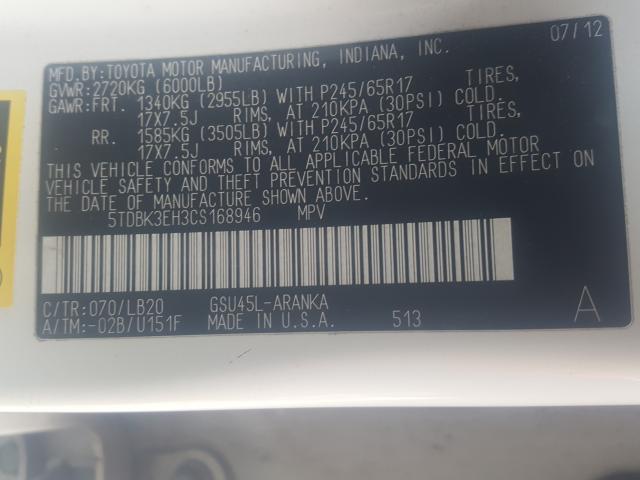 MFD.BY:TOYOTA MOTOR MANUFACTURING, INDIANA, INC. 07/12
GVWR:2720KG (6000LB)
GAWR:FRT. 1340KG (2955LB) WITH P245/65R17 TIRES,
17X7.5J RIMS, AT 210KPA (30PSI) COLD.
RR. 1585KG (3505LB) WITH P245/65R17 TIRES,
17X7.5J RIMS, AT 210KPA (30PSI) COLD.
THIS VEHICLE CONFORMS TO ALL APPLICABLE FEDERAL MOTOR
VEHICLE SAFETY AND THEFT PREVENTION STANDARDS IN EFFECT ON
THE DATE OF MANUFACTURE SHOWN ABOVE.
5TDBK3EH3CS168946 MPV
C/TR:070/LB20 GSU45L-ARANKA
A/TM:-02B/U151F MADE IN U.S.A. 513 A